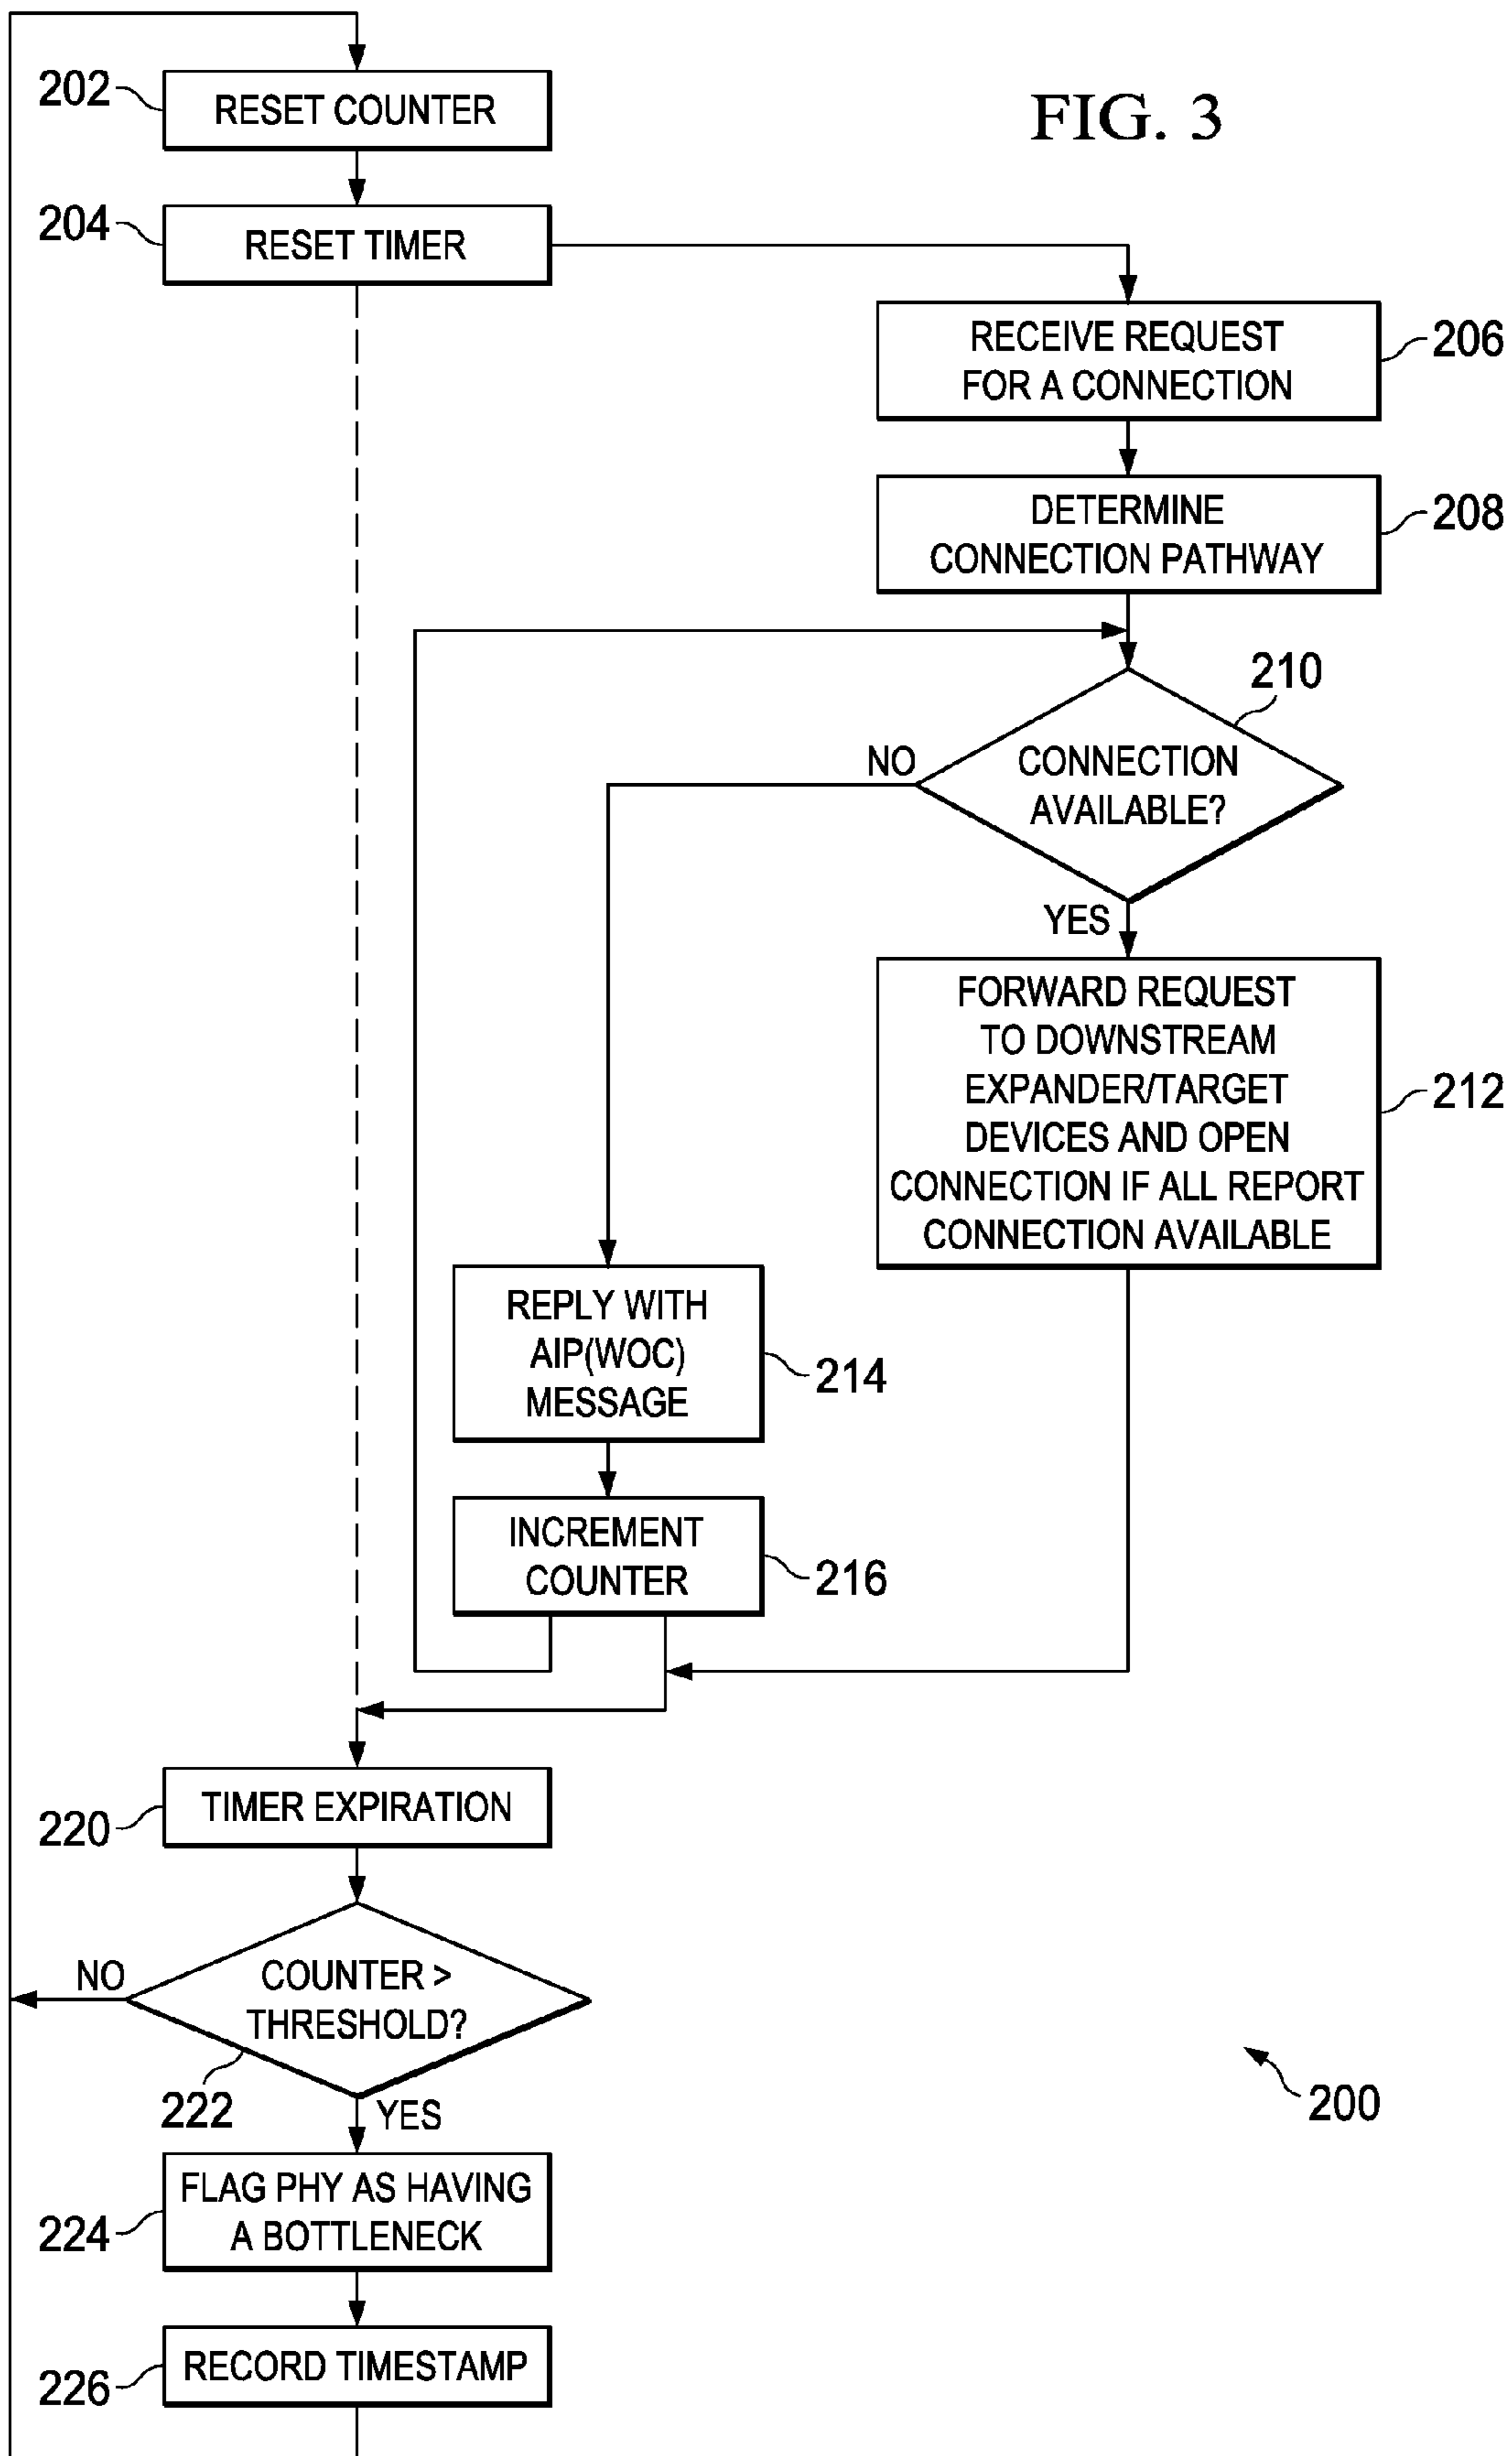 FIG. 3
202
RESET COUNTER
204
RESET TIMER
RECEIVE REQUEST
FOR A CONNECTION
206
DETERMINE
CONNECTION PATHWAY
208
210
NO
CONNECTION
AVAILABLE?
YES
FORWARD REQUEST
TO DOWNSTREAM
EXPANDER/TARGET
DEVICES AND OPEN
CONNECTION IF ALL REPORT
CONNECTION AVAILABLE
212
REPLY WITH
AIP(WOC)
MESSAGE
214
INCREMENT
COUNTER
216
TIMER EXPIRATION
220
NO
COUNTER >
THRESHOLD?
222
YES
200
FLAG PHY AS HAVING
A BOTTLENECK
224
RECORD TIMESTAMP
226